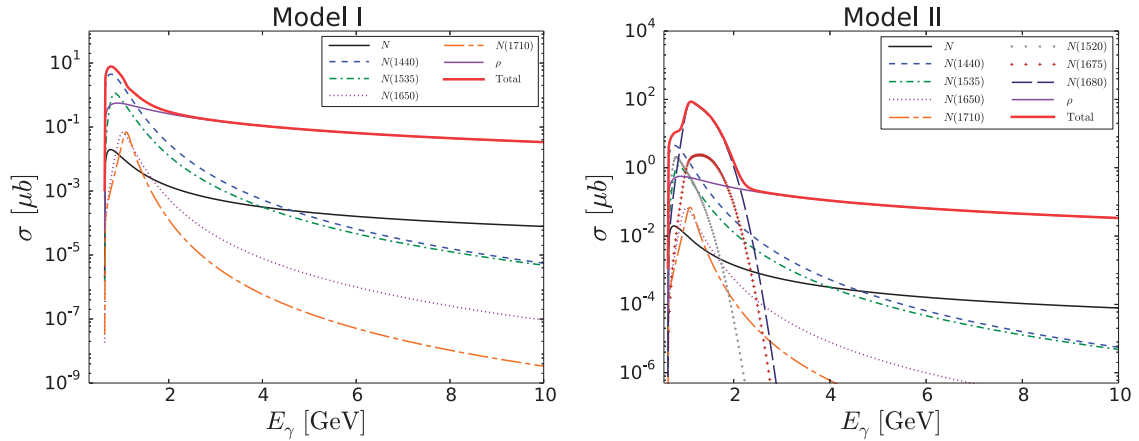 Model I
10^1
10^-1
10^-3
10^-5
10^-7
10^-9
σ [μb]
N
N(1440)
N(1535)
N(1650)
N(1710)
ρ
Total
2 4 6 8 10
E_γ [GeV]
Model II
10^4
10^2
10^0
10^-2
10^-4
10^-6
σ [μb]
N
N(1440)
N(1535)
N(1650)
N(1710)
N(1520)
N(1675)
N(1680)
ρ
Total
2 4 6 8 10
E_γ [GeV]